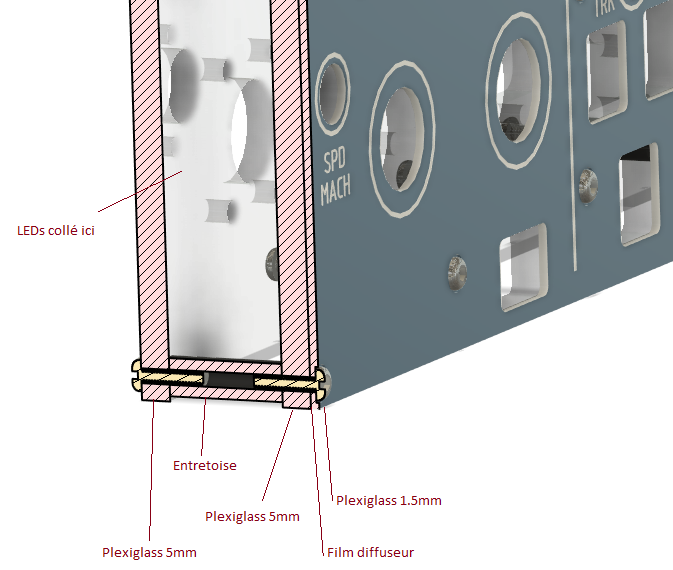 TRK
SPD
MACH
LEDs collé ici
Entretoise
Plexiglass 1.5mm
Plexiglass 5mm
Plexiglass 5mm
Film diffuseur